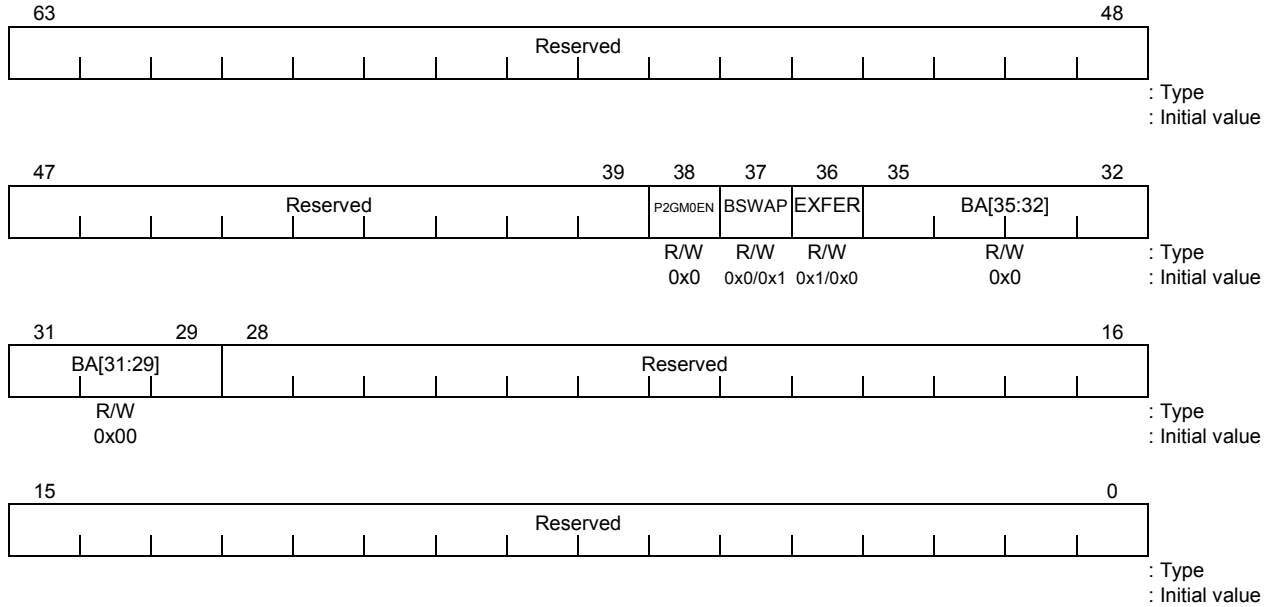 63 48
Reserved
: Type
: Initial value
47 39 38 37 36 35 32
Reserved P2GM0EN BSWAP EXFER BA[35:32]
R/W R/W R/W R/W : Type
0x0 0x0/0x1 0x1/0x0 0x0 : Initial value
31 29 28 16
BA[31:29] Reserved
R/W : Type
0x00 : Initial value
15 0
Reserved
: Type
: Initial value